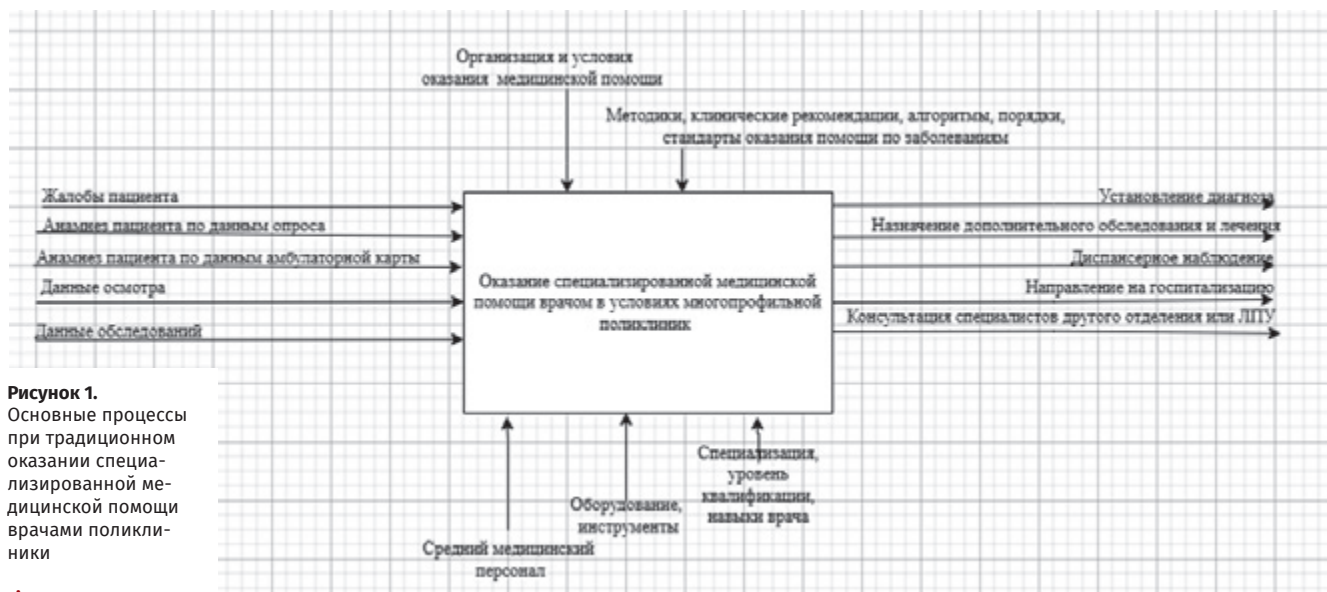 Организация и условия
оказания медицинской помощи
Методики, клинические рекомендации, алгоритмы, порядки,
стандарты оказания помощи по заболеваниям
Жалобы пациента
Анамнез пациента по данным опроса
Анамнез пациента по данным амбулаторной карты
Данные осмотра
Данные обследований
Оказание специализированной медицинской
помощи врачом в условиях многопрофильной
поликлиник
Установление диагноза
Назначение дополнительного обследования и лечения
Диспансерное наблюдение
Направление на госпитализацию
Консультация специалистов другого отделения или ЛПУ
Средний медицинский
персонал
Оборудование,
инструменты
Специализация,
уровень
квалификации,
навыки врача
Рисунок 1.
Основные процессы
при традиционном
оказании специа-
лизированной ме-
дицинской помощи
врачами поликли-
ники